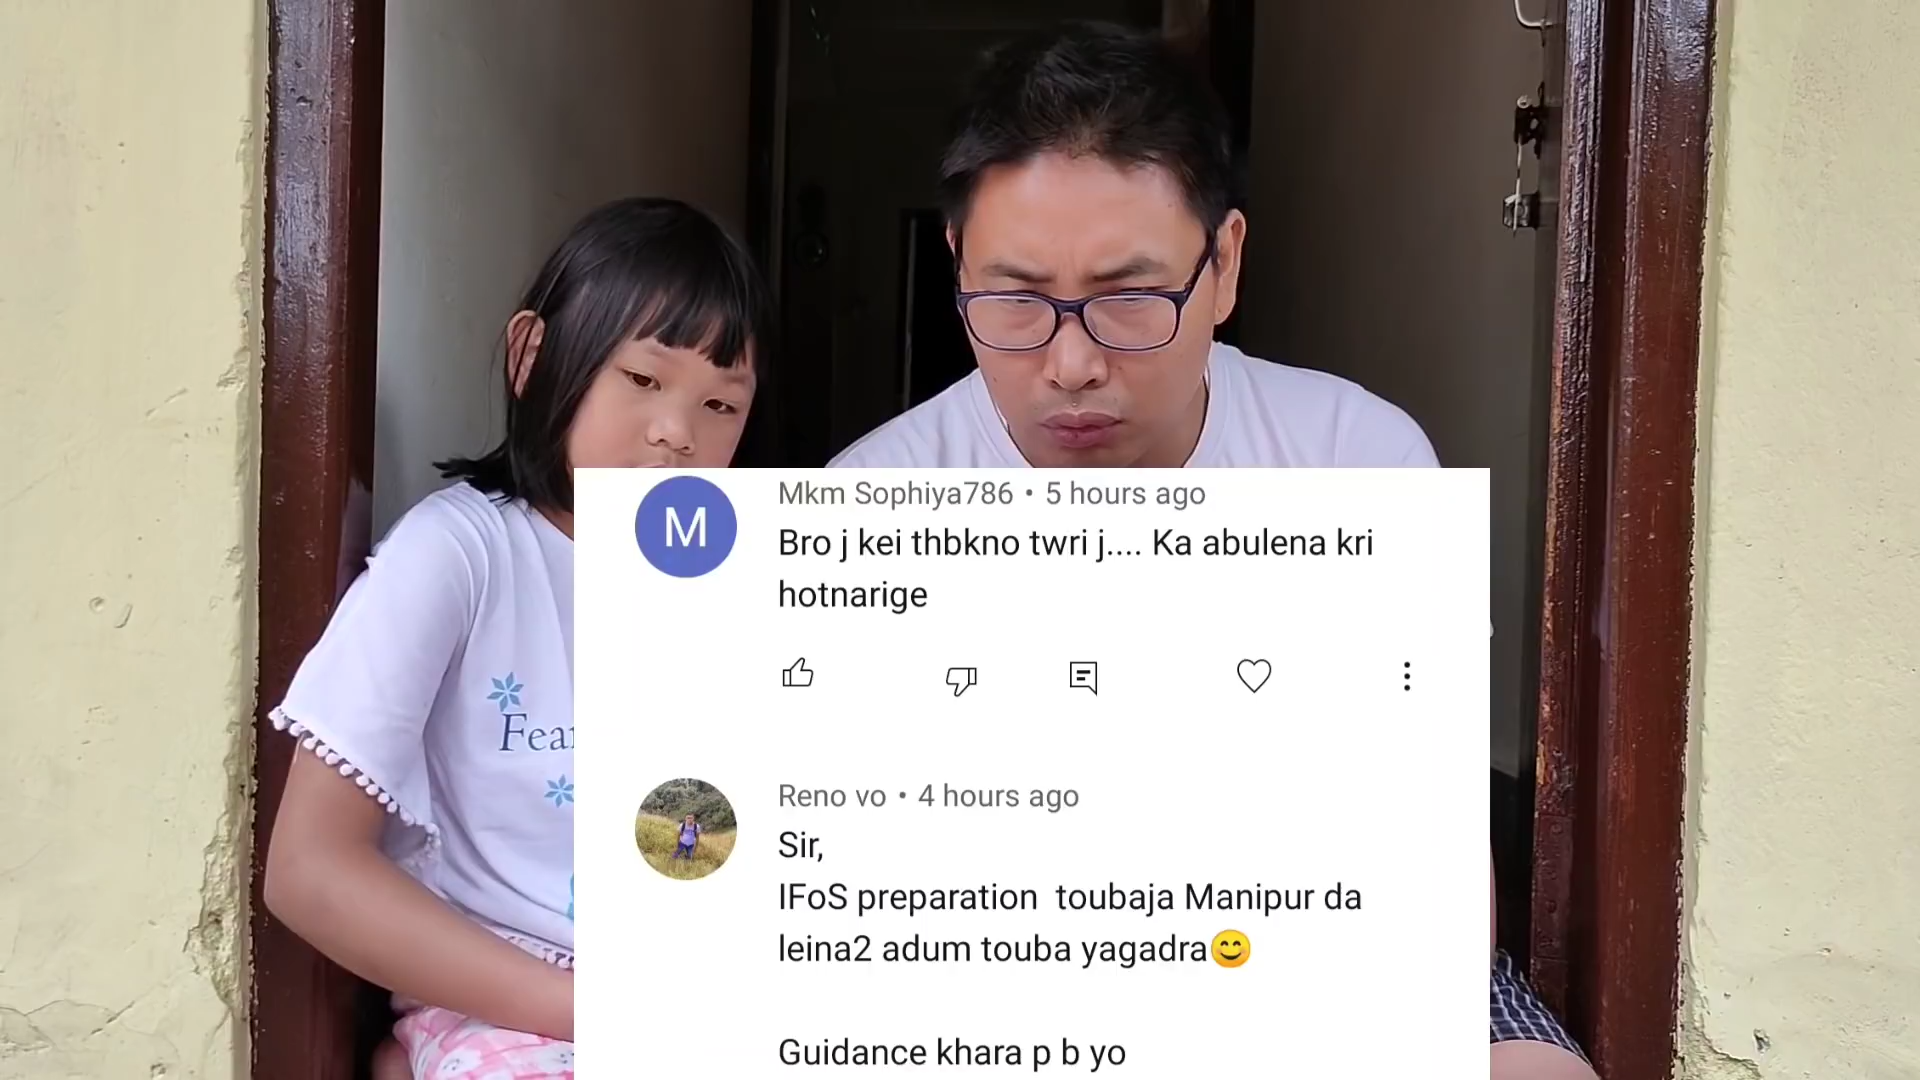 Mkm Sophiya786 • 5 hours ago
Bro j kei thbkno twri j.... Ka abulena kri
hotnarige
M
Fea
Reno vo • 4 hours ago
Sir,
IFoS preparation  toubaja Manipur da
leina2 adum touba yagadra😊
Guidance khara p b yo